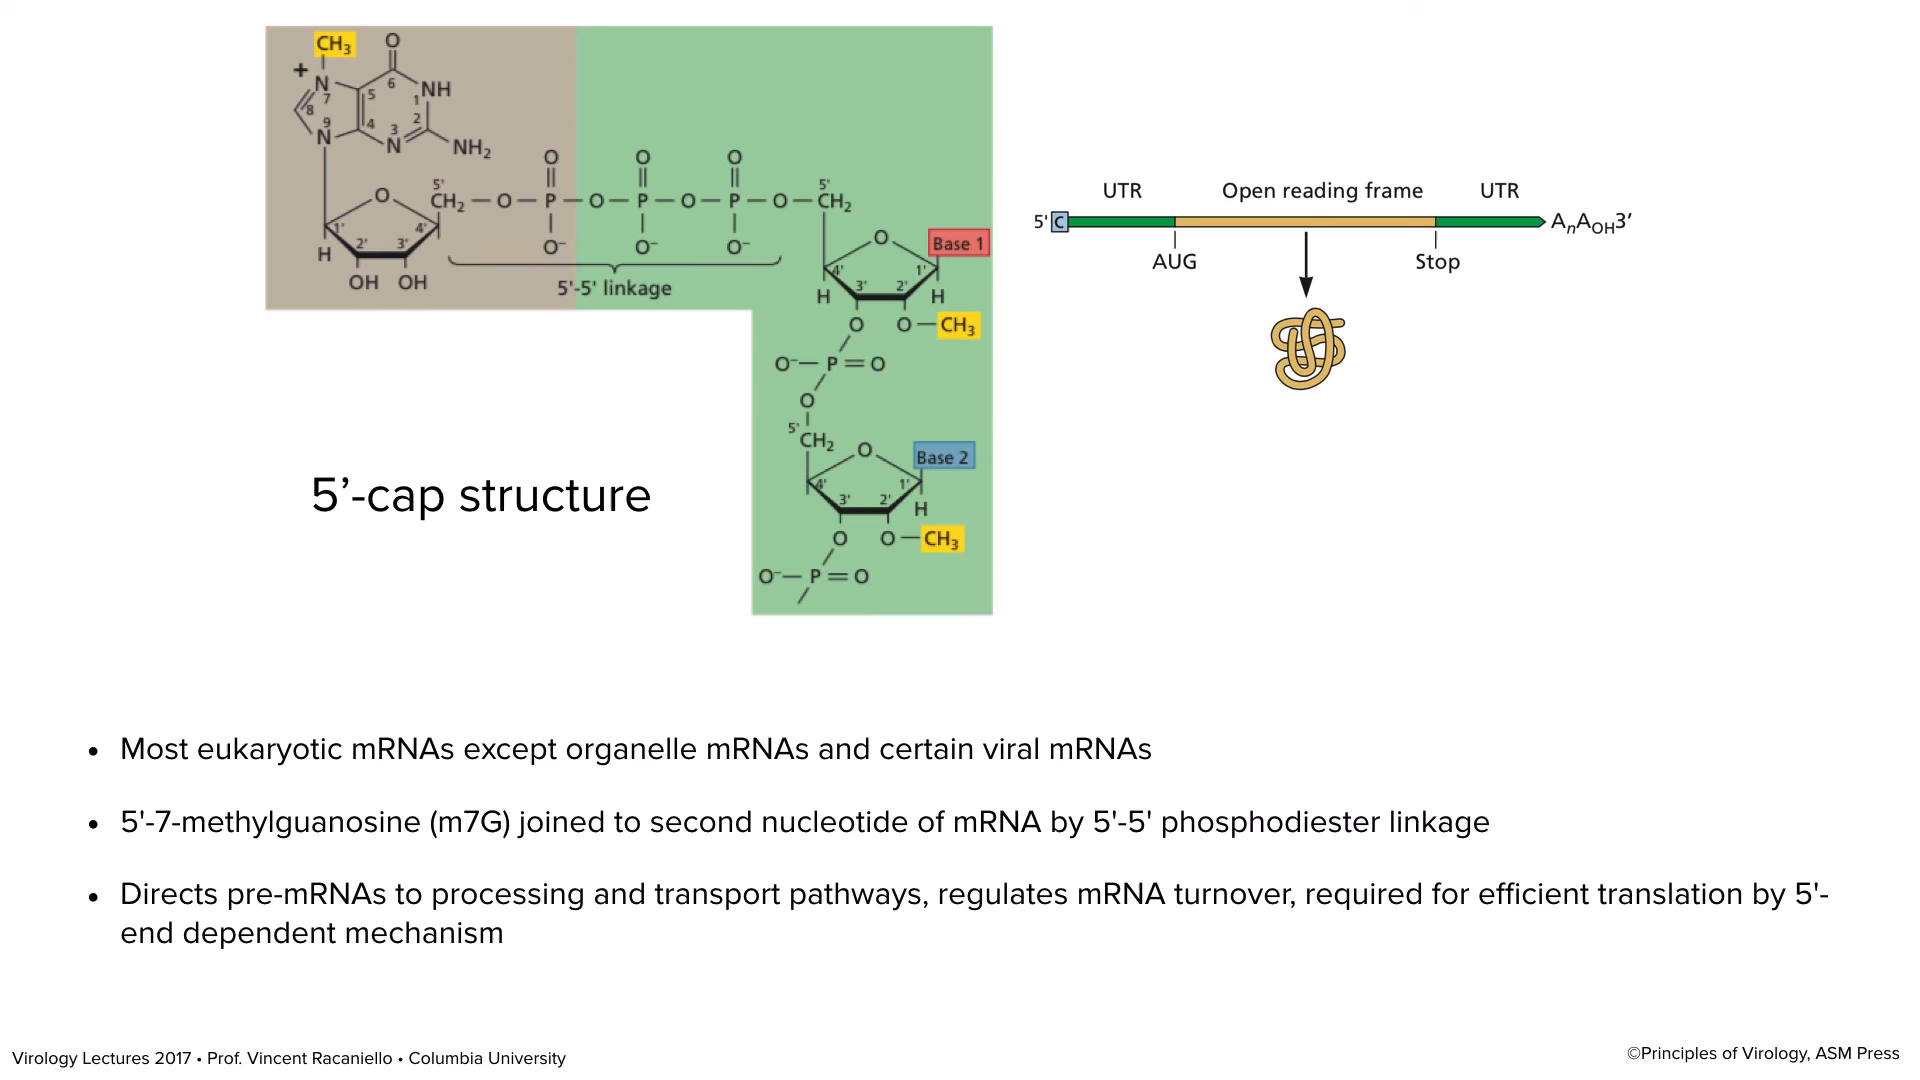 CH₃ O
+ N 7 5 6 1 NH
8 9 N 4 3 N 2 NH₂
O 5' CH₂ — O — P — O — P — O — P — O — CH₂ 5'
O O O
O⁻ O⁻ O⁻
1' 2' 3' 4'
H OH OH
5'-5' linkage
O Base 1
4' 3' 2' 1'
H H
O O — CH₃
O⁻ — P = O
O
5' CH₂
O Base 2
4' 3' 2' 1'
H
O O — CH₃
O⁻ — P = O
UTR Open reading frame UTR
5' C AₙA_OH3′
AUG Stop
5’-cap structure
• Most eukaryotic mRNAs except organelle mRNAs and certain viral mRNAs
• 5'-7-methylguanosine (m7G) joined to second nucleotide of mRNA by 5'-5' phosphodiester linkage
• Directs pre-mRNAs to processing and transport pathways, regulates mRNA turnover, required for efficient translation by 5'-
end dependent mechanism
Virology Lectures 2017 • Prof. Vincent Racaniello • Columbia University
©Principles of Virology, ASM Press